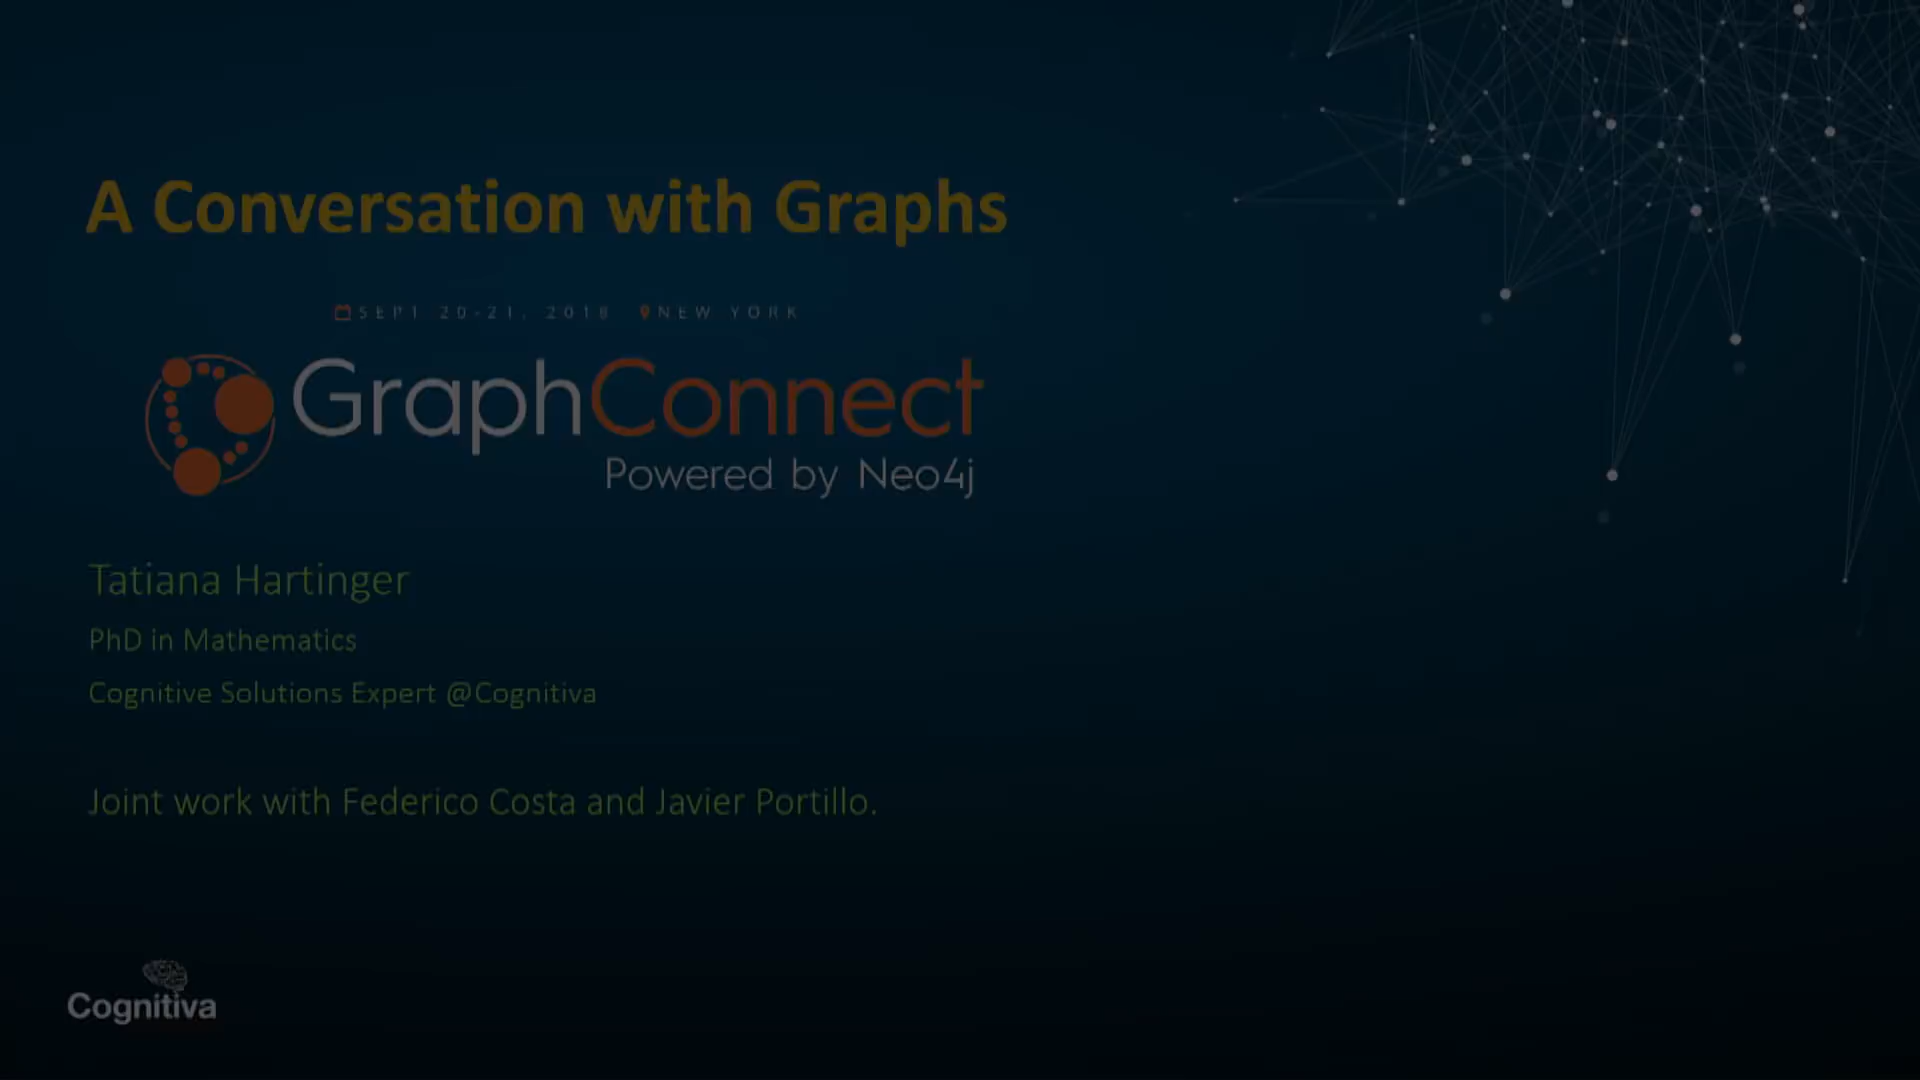 A Conversation with Graphs
SEPT 20-21, 2018 NEW YORK
GraphConnect
Powered by Neo4j
Tatiana Hartinger
PhD in Mathematics
Cognitive Solutions Expert @Cognitiva
Joint work with Federico Costa and Javier Portillo.
Cognitiva